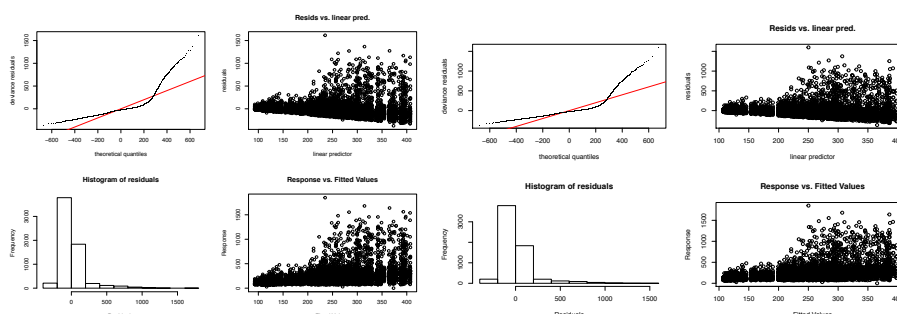 deviance residuals
0 500 1500
−600 −400 −200 0 200 400 600
theoretical quantiles
Resids vs. linear pred.
residuals
0 500 1500
100 150 200 250 300 350 400
linear predictor
deviance residuals
0 1000
−600 −400 −200 0 200 400 600
theoretical quantiles
Resids vs. linear pred.
residuals
0 500 1000
100 150 200 250 300 350
linear predictor
Histogram of residuals
Frequency
0 1000 3000
0 500 1000 1500
Response vs. Fitted Values
Response
0 500 1500
100 150 200 250 300 350 400
Histogram of residuals
Frequency
0 1000 3000
0 500 1000 1500
Residuals
Response vs. Fitted Values
Response
0 500 1000 1500
100 150 200 250 300 350
Fitted Values